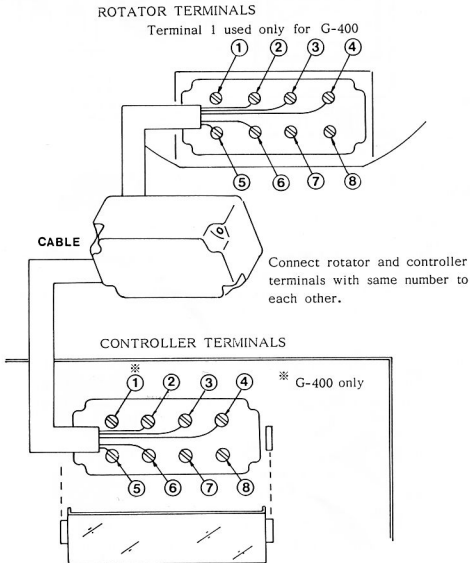 ROTATOR TERMINALS
Terminal 1 used only for G-400
1 2 3 4
5 6 7 8
CABLE
Connect rotator and controller
terminals with same number to
each other.
CONTROLLER TERMINALS
※
1 2 3 4
※ G-400 only
5 6 7 8